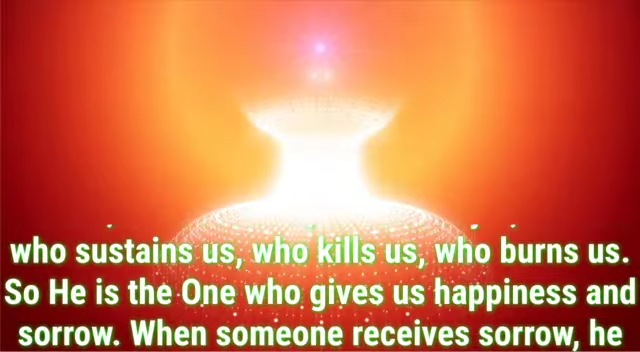 who sustains us, who kills us, who burns us.
So He is the One who gives us happiness and
sorrow. When someone receives sorrow, he